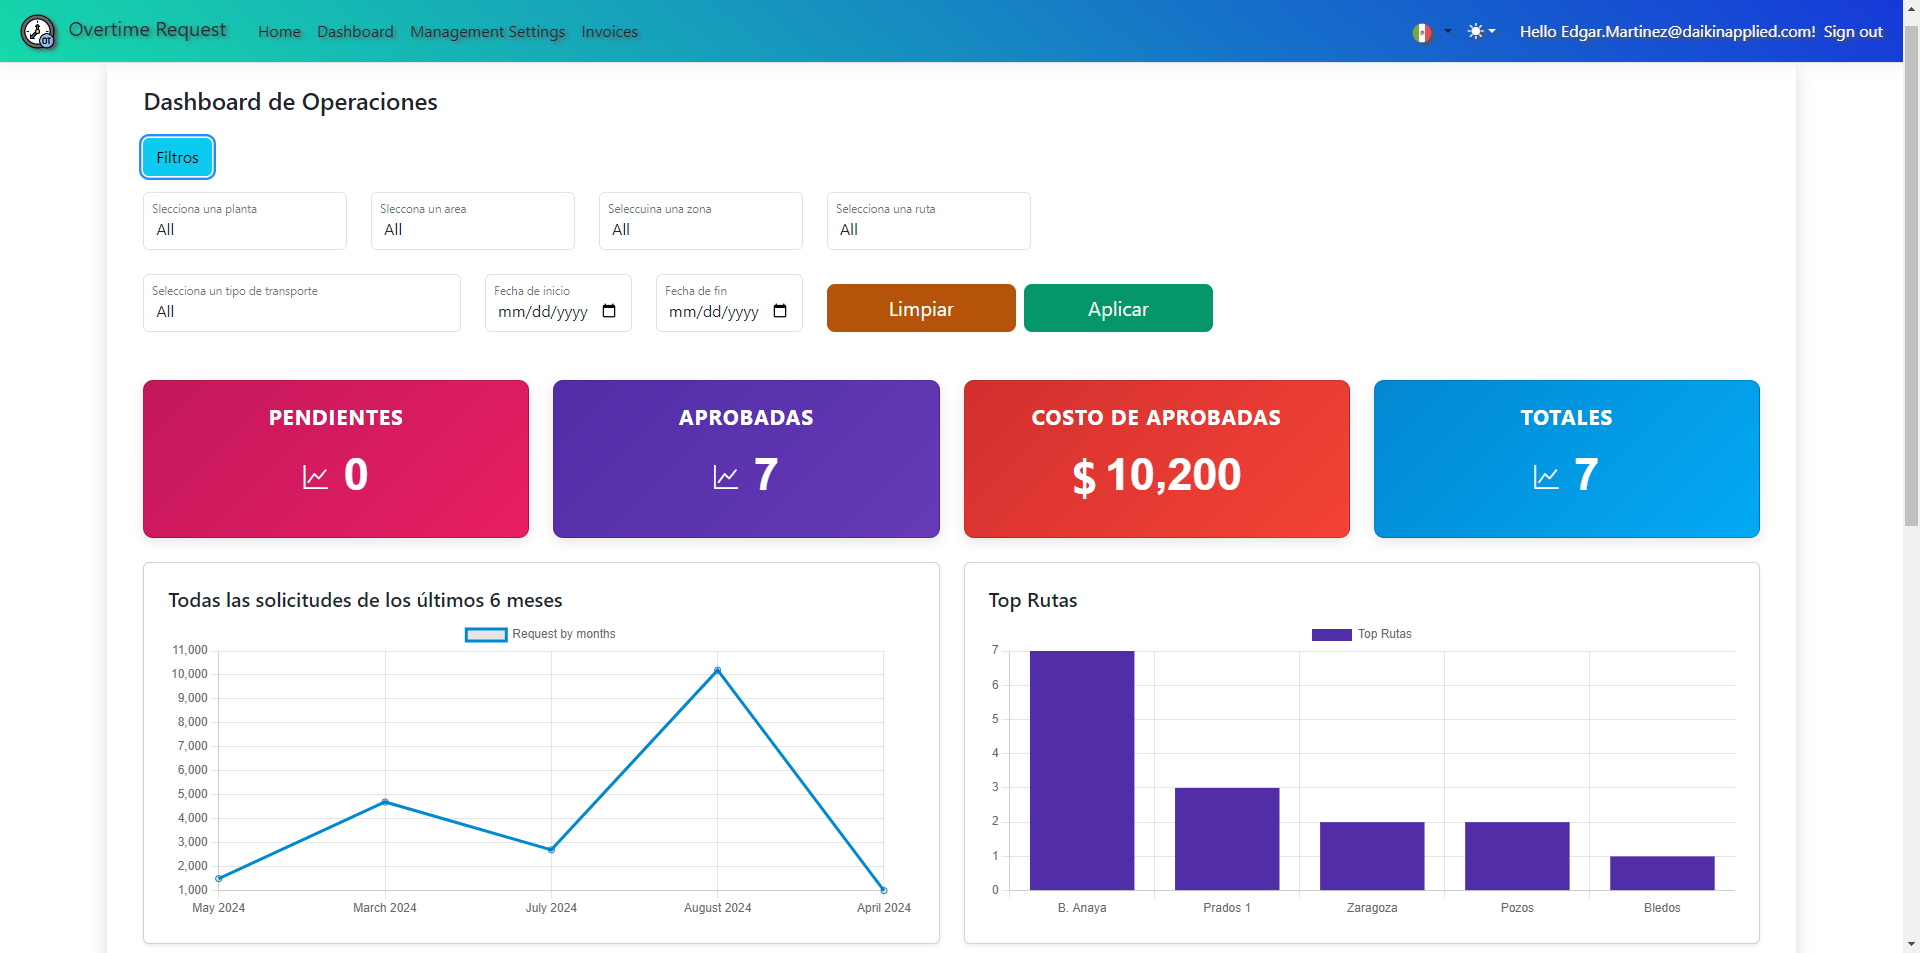 Overtime Request Home Dashboard Management Settings Invoices Hello Edgar.Martinez@daikinapplied.com! Sign out
Dashboard de Operaciones
Filtros
Slecciona una planta Sleccona un area Seleccuina una zona Selecciona una ruta
All All All All
Selecciona un tipo de transporte Fecha de inicio Fecha de fin
All mm/dd/yyyy mm/dd/yyyy Limpiar Aplicar
PENDIENTES APROBADAS COSTO DE APROBADAS TOTALES
0 7 $ 10,200 7
Todas las solicitudes de los últimos 6 meses
Request by months
11,000
10,000
9,000
8,000
7,000
6,000
5,000
4,000
3,000
2,000
1,000
May 2024 March 2024 July 2024 August 2024 April 2024
Top Rutas
Top Rutas
7
6
5
4
3
2
1
0
B. Anaya Prados 1 Zaragoza Pozos Bledos